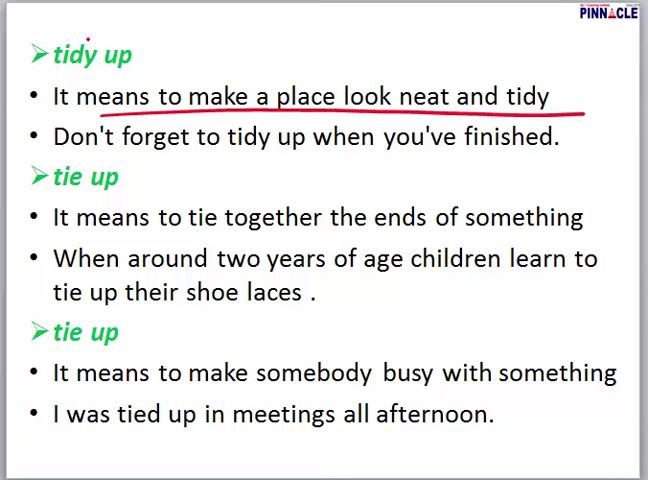 PINNACLE
tidy up
It means to make a place look neat and tidy
Don't forget to tidy up when you've finished.
tie up
It means to tie together the ends of something
When around two years of age children learn to
tie up their shoe laces .
tie up
It means to make somebody busy with something
I was tied up in meetings all afternoon.